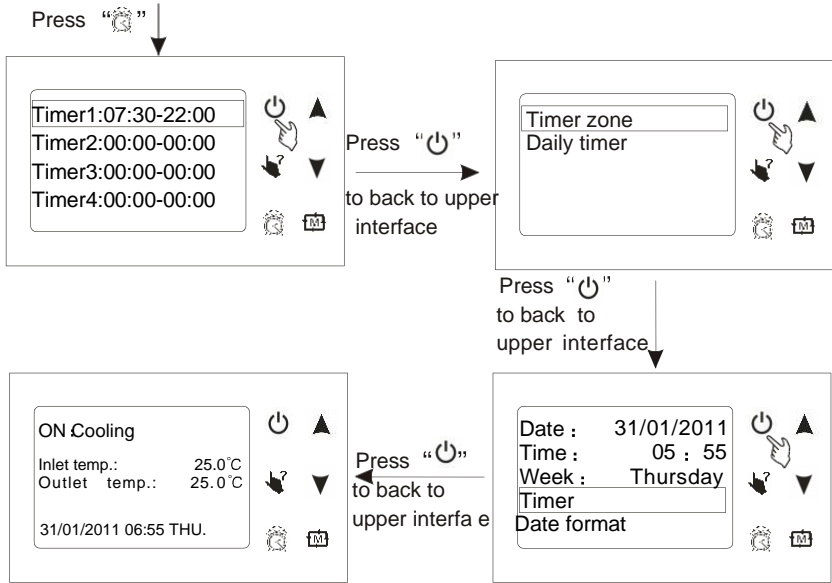 Press “ ”
Timer1:07:30-22:00
Timer2:00:00-00:00
Timer3:00:00-00:00
Timer4:00:00-00:00
?
M
Press “ ”
to back to upper
interface
Timer zone
Daily timer
?
M
Press “ ”
to back to
upper interface
Date： 31/01/2011
Time： 05：55
Week： Thursday
Timer
Date format
?
M
Press “ ”
to back to
upper interfa e
ON:Cooling
Inlet temp.: 25.0°C
Outlet temp.: 25.0°C
31/01/2011 06:55 THU.
?
M